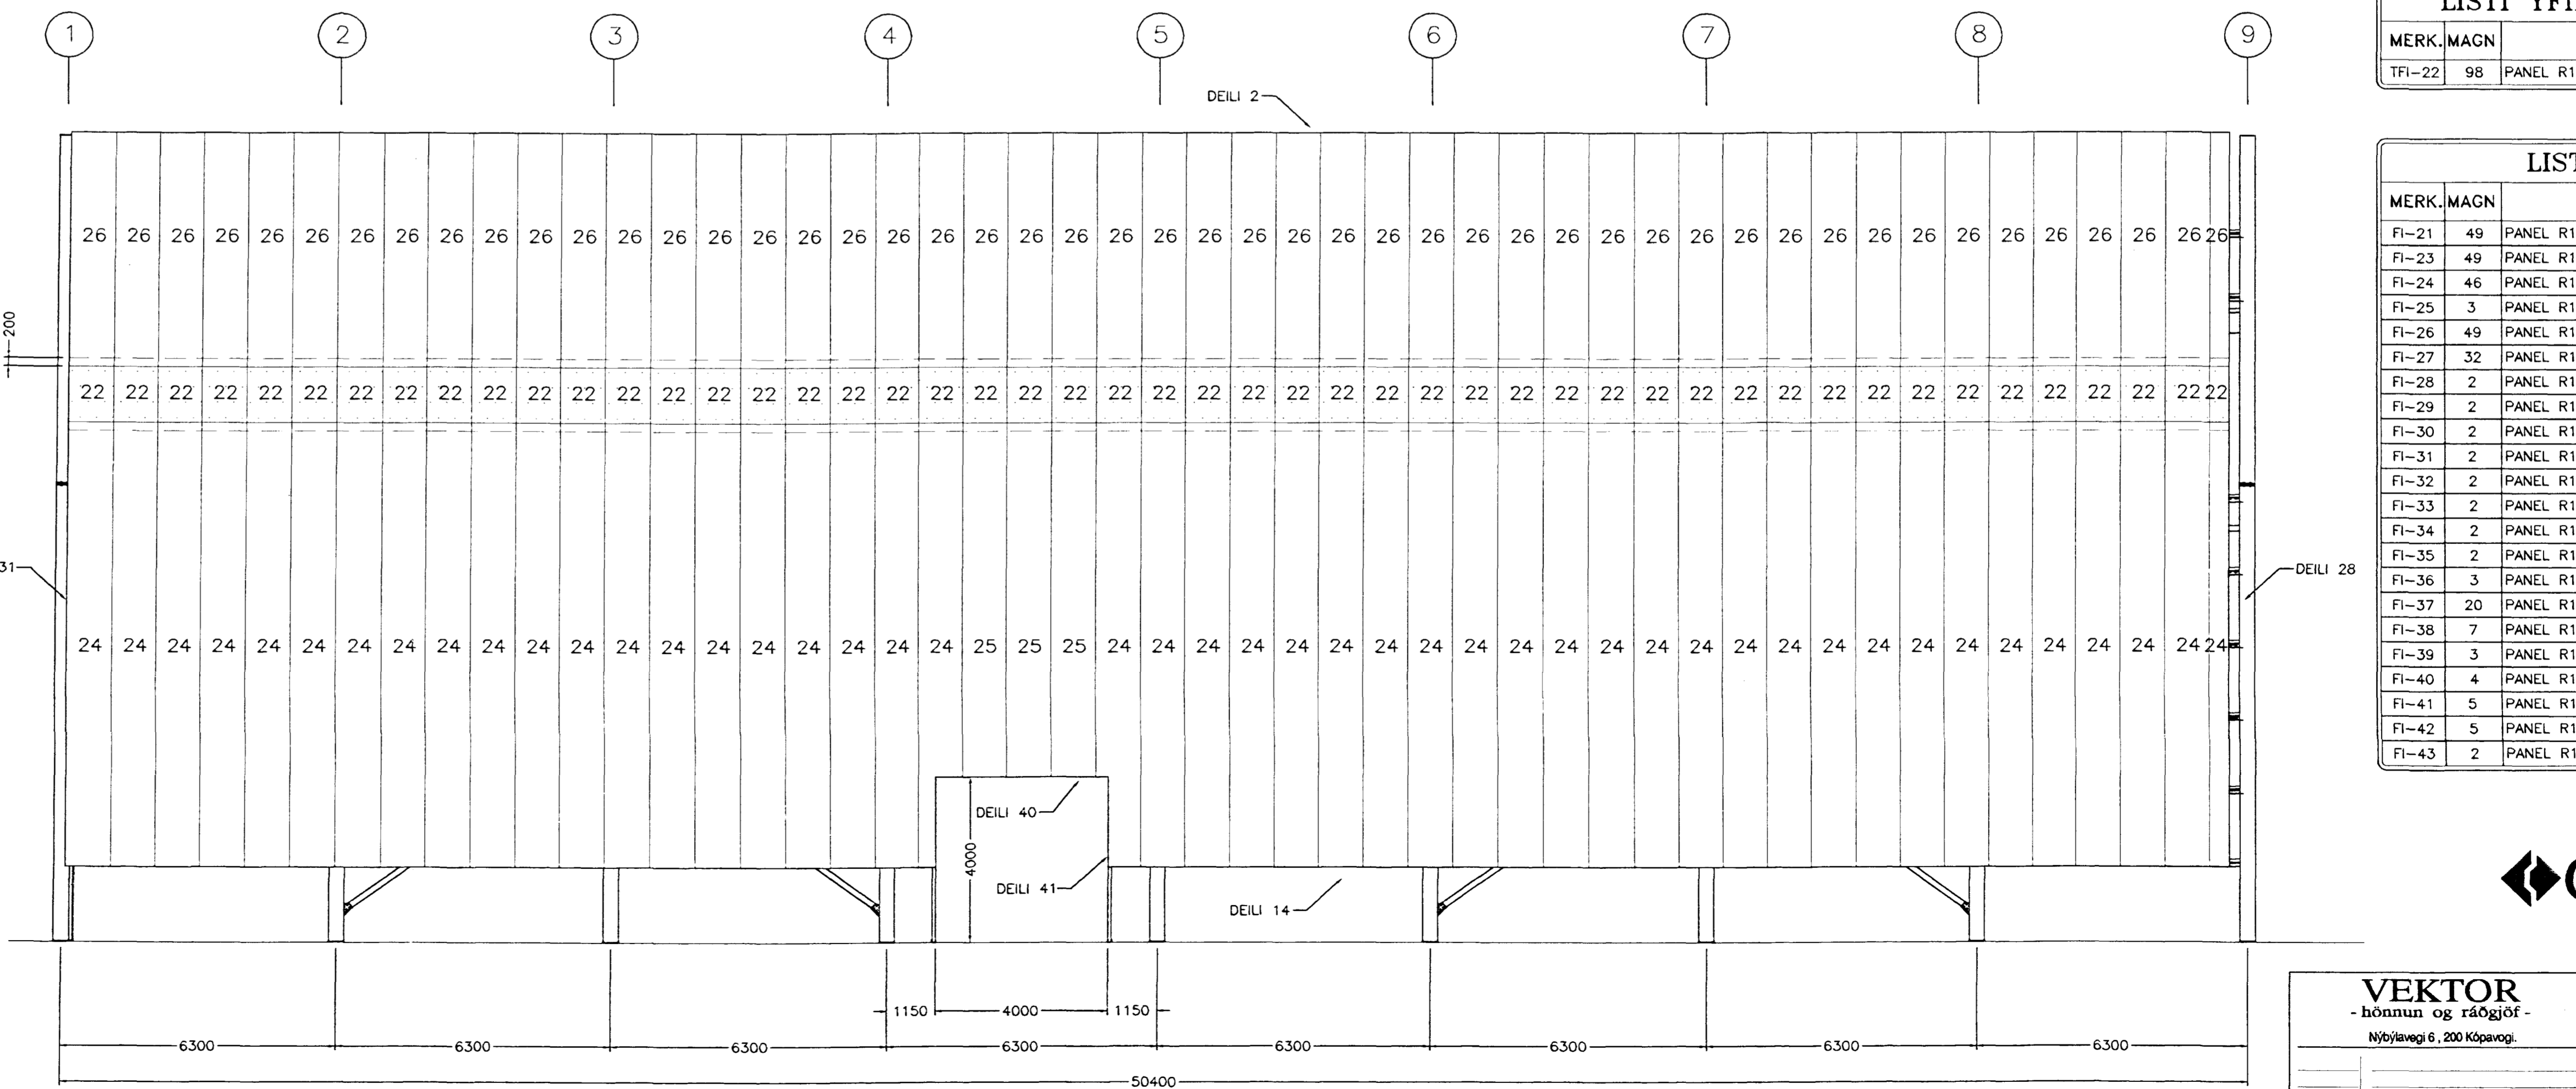 1 2 3 4 5 6 7 8 9
LISTI YFI
MERK. MAGN
TFI-22 98 PANEL R1
DEILI 2
26 26 26 26 26 26 26 26 26 26 26 26 26 26 26 26 26 26 26 26 26 26 26 26 26 26 26 26 26 26 26 26 26 26 26 26 26 26 26 26 26 26 26 26 26 26 26 26 26
200
22 22 22 22 22 22 22 22 22 22 22 22 22 22 22 22 22 22 22 22 22 22 22 22 22 22 22 22 22 22 22 22 22 22 22 22 22 22 22 22 22 22 22 22 22 22 22 22 22
31
DEILI 28
24 24 24 24 24 24 24 24 24 24 24 24 24 24 24 24 24 24 24 24 25 25 25 24 24 24 24 24 24 24 24 24 24 24 24 24 24 24 24 24 24 24 24 24 24 24 24 24 24
DEILI 40
4000
DEILI 41
DEILI 14
1150 4000 1150
6300 6300 6300 6300 6300 6300 6300 6300
50400
LIST
MERK. MAGN
FI-21 49 PANEL R1
FI-23 49 PANEL R1
FI-24 46 PANEL R1
FI-25 3 PANEL R1
FI-26 49 PANEL R1
FI-27 32 PANEL R1
FI-28 2 PANEL R1
FI-29 2 PANEL R1
FI-30 2 PANEL R1
FI-31 2 PANEL R1
FI-32 2 PANEL R1
FI-33 2 PANEL R1
FI-34 2 PANEL R1
FI-35 2 PANEL R1
FI-36 3 PANEL R1
FI-37 20 PANEL R1
FI-38 7 PANEL R1
FI-39 3 PANEL R1
FI-40 4 PANEL R1
FI-41 5 PANEL R1
FI-42 5 PANEL R1
FI-43 2 PANEL R1
VEKTOR
- hönnun og ráðgjöf -
Nýbýlavegi 6 , 200 Kópavogi.